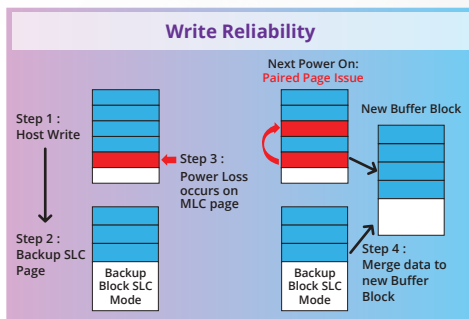 Write Reliability
Next Power On:
Paired Page Issue
New Buffer Block
Step 1 :
Host Write
Step 3 :
Power Loss
occurs on
MLC page
Step 2 :
Backup SLC
Page
Backup
Block SLC
Mode
Backup
Block SLC
Mode
Step 4 :
Merge data to
new Buffer
Block